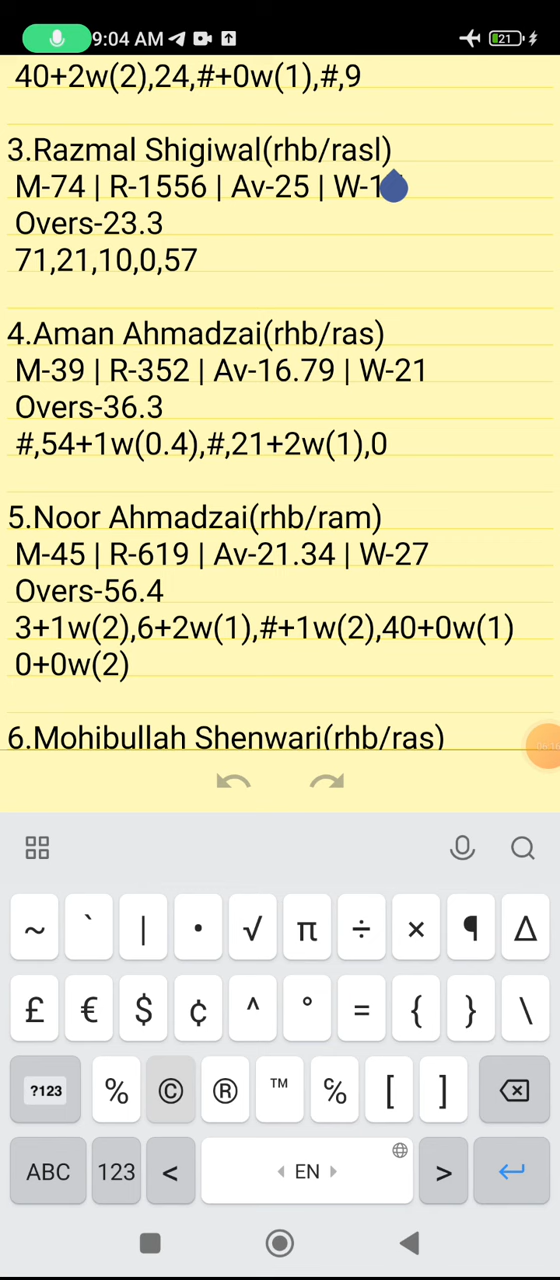 9:04 AM 21
40+2w(2),24,#+0w(1),#,9
3.Razmal Shigiwal(rhb/rasl)
M-74 | R-1556 | Av-25 | W-1
Overs-23.3
71,21,10,0,57
4.Aman Ahmadzai(rhb/ras)
M-39 | R-352 | Av-16.79 | W-21
Overs-36.3
#,54+1w(0.4),#,21+2w(1),0
5.Noor Ahmadzai(rhb/ram)
M-45 | R-619 | Av-21.34 | W-27
Overs-56.4
3+1w(2),6+2w(1),#+1w(2),40+0w(1)
0+0w(2)
6.Mohibullah Shenwari(rhb/ras)
~ ` | • √ π ÷ × ¶ Δ
£ € $ ¢ ^ ° = { } \
?123 % © ® ™ ℅ [ ]
ABC 123 < EN >